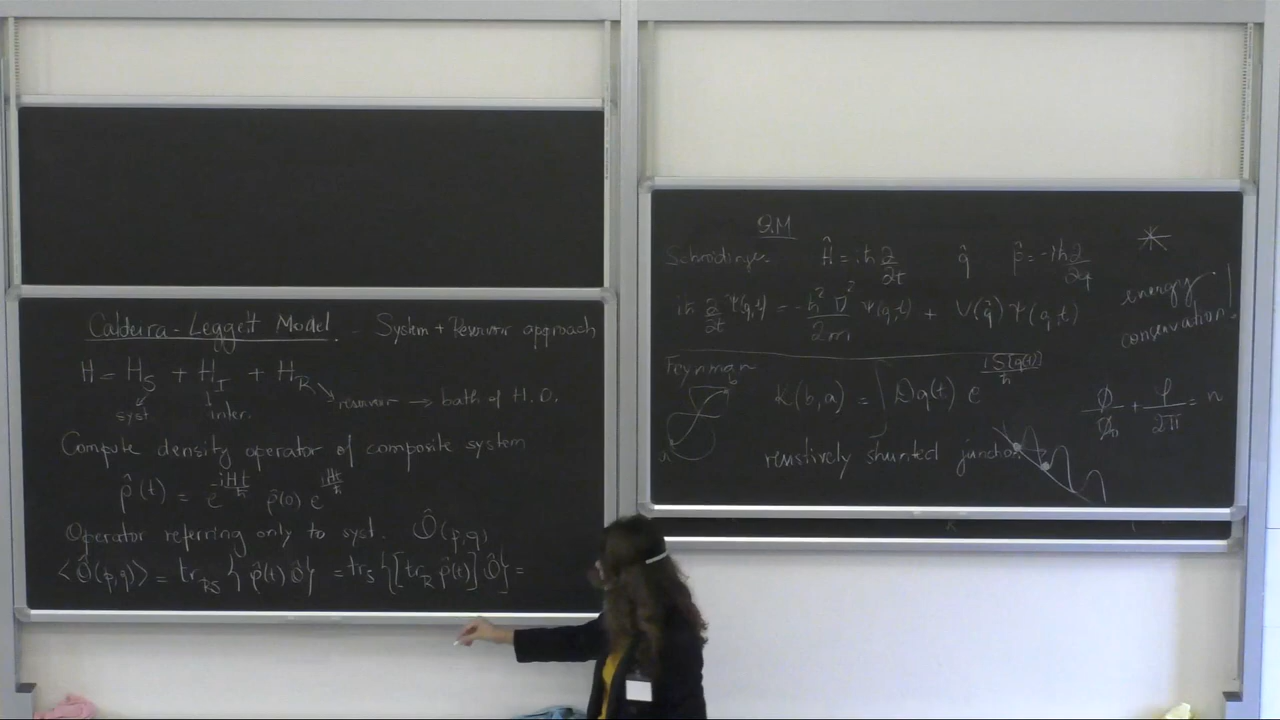 Caldeira-Leggett Model - System + Reservoir approach
H = H_S + H_I + H_R
syst. inter. reservoir → bath of H.O.
Compute density operator of composite system
ρ̂(t) = e^{-iHt/ħ} ρ̂(0) e^{iHt/ħ}
Operator referring only to syst. Ô(p,q)
<Ô(p,q)> = tr_{RS} { ρ̂(t) Ô } = tr_S { [tr_R ρ̂(t)] Ô } =
Q.M
Schrödinger Ĥ = iħ ∂/∂t q̂ p̂ = -iħ ∂/∂q
iħ ∂/∂t Ψ(q,t) = -ħ² ∇²/2m Ψ(q,t) + V(q̂) Ψ(q,t)
energy conservation!
Feynman
a b
K(b,a) = ∫ Dq(t) e^{iS[q(t)]/ħ}
ϕ/ϕ₀ + φ/2π = n
resistively shunted junction